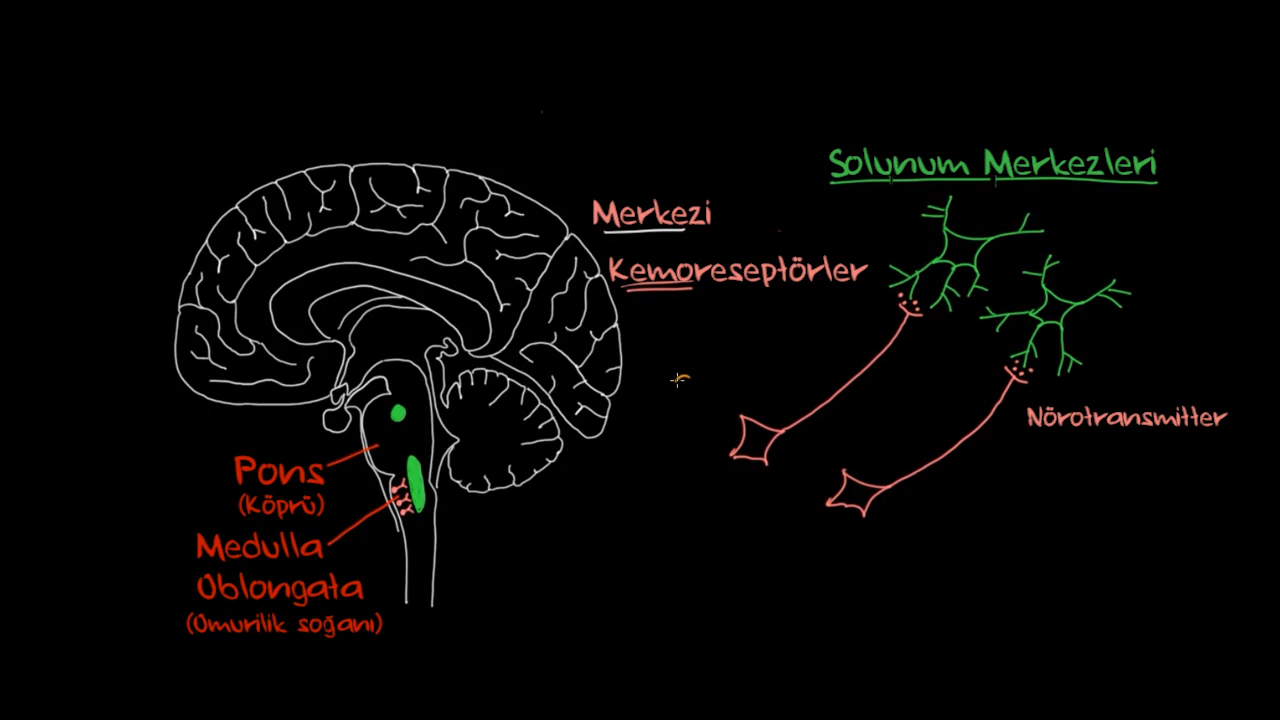 Solunum Merkezleri
Merkezi
Kemoreseptörler
Nörotransmitter
Pons
(Köprü)
Medulla
Oblongata
(Omurilik soğanı)